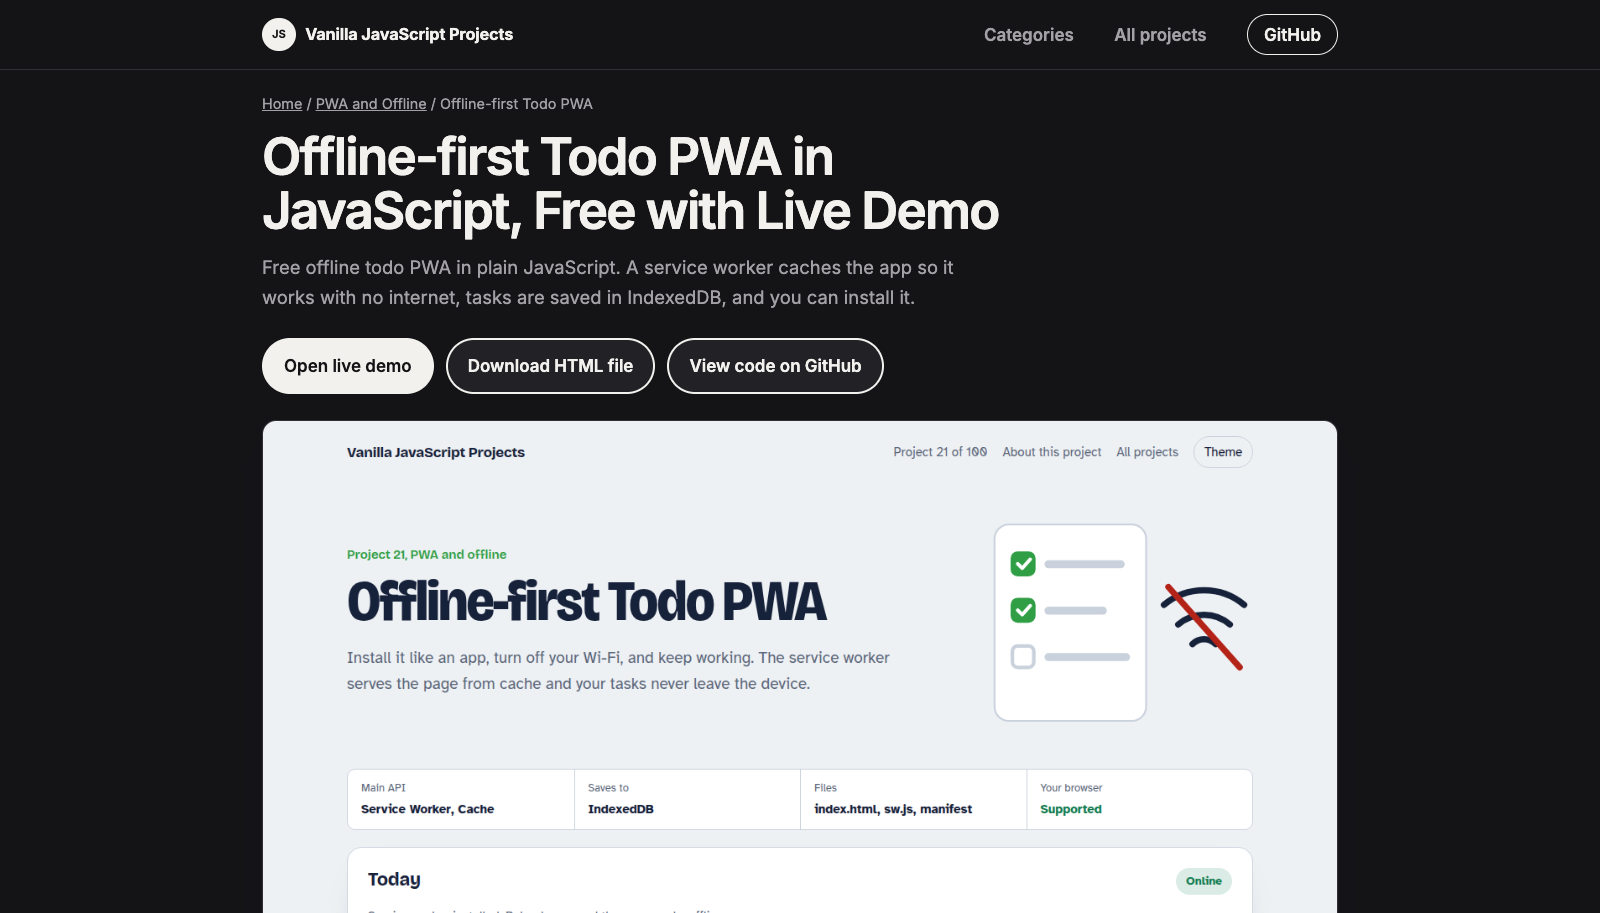 JS Vanilla JavaScript Projects
Categories All projects GitHub
Home / PWA and Offline / Offline-first Todo PWA
Offline-first Todo PWA in
JavaScript, Free with Live Demo
Free offline todo PWA in plain JavaScript. A service worker caches the app so it
works with no internet, tasks are saved in IndexedDB, and you can install it.
Open live demo Download HTML file View code on GitHub
Vanilla JavaScript Projects
Project 21 of 100 About this project All projects Theme
Project 21, PWA and offline
Offline-first Todo PWA
Install it like an app, turn off your Wi-Fi, and keep working. The service worker
serves the page from cache and your tasks never leave the device.
Main API
Service Worker, Cache
Saves to
IndexedDB
Files
index.html, sw.js, manifest
Your browser
Supported
Today
Online